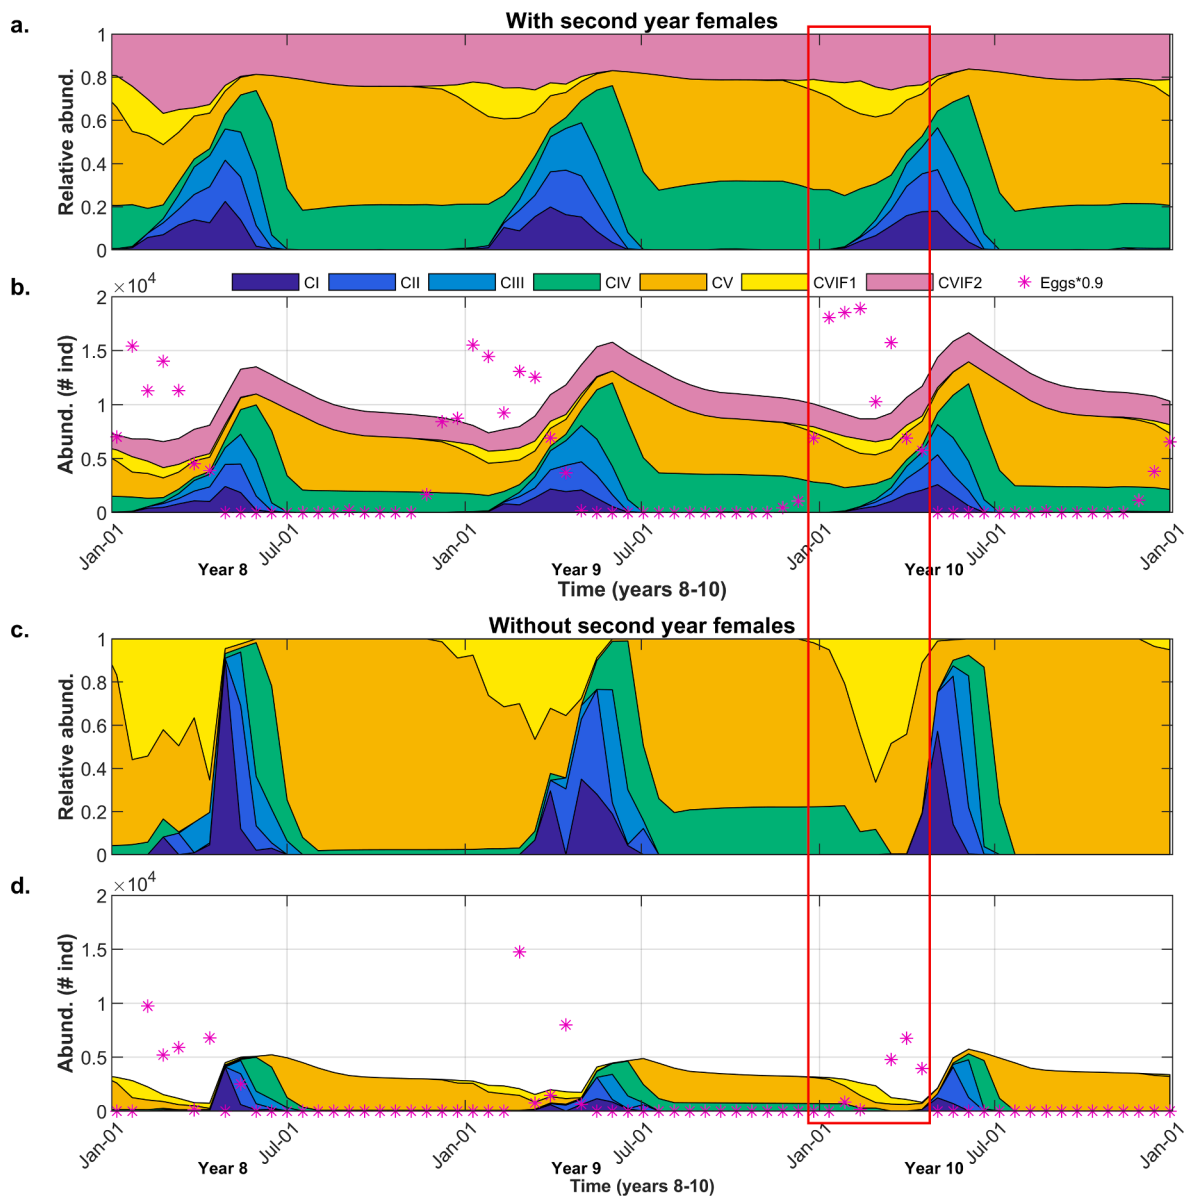 a.
With second year females
Relative abund.
1
0.8
0.6
0.4
0.2
0
CI CII CIII CIV CV CVIF1 CVIF2 Eggs*0.9
b.
×10⁴
Abund. (# ind)
2
1.5
1
0.5
0
Jan-01 Jul-01 Jan-01 Jul-01 Jan-01 Jul-01 Jan-01
Year 8 Year 9 Year 10
Time (years 8-10)
c.
Without second year females
Relative abund.
1
0.8
0.6
0.4
0.2
0
d.
×10⁴
Abund. (# ind)
2
1.5
1
0.5
0
Jan-01 Jul-01 Jan-01 Jul-01 Jan-01 Jul-01 Jan-01
Year 8 Year 9 Year 10
Time (years 8-10)